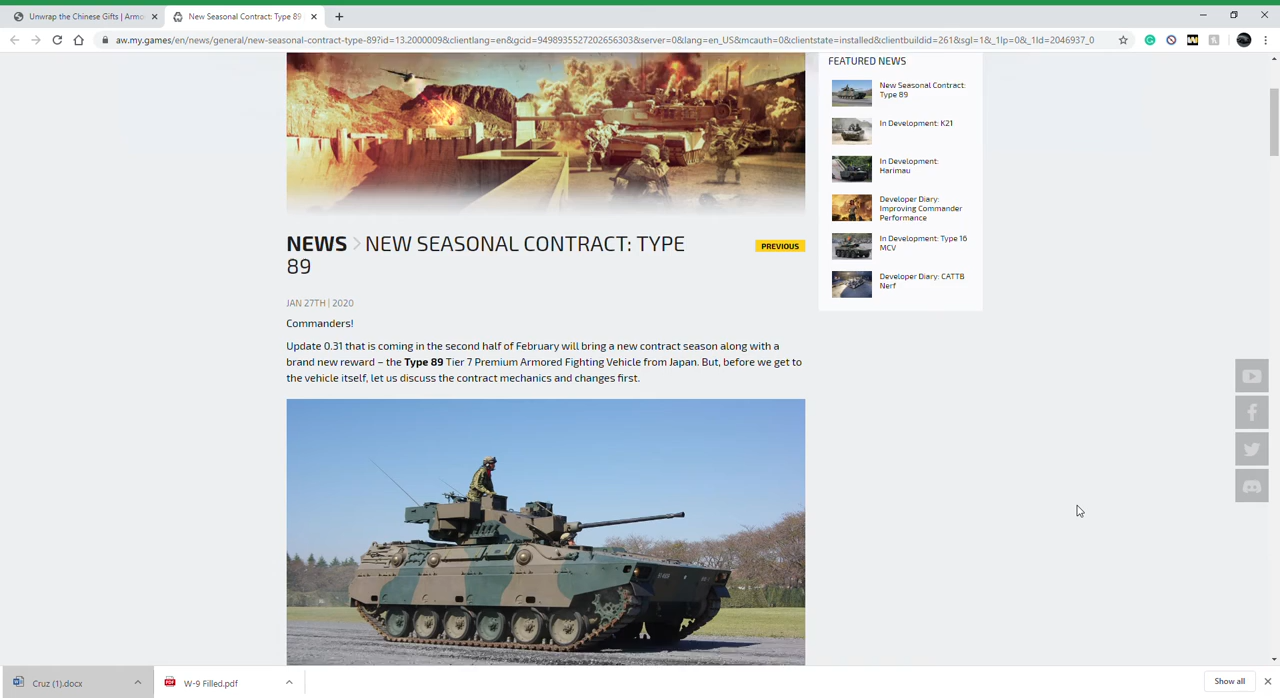 Unwrap the Chinese Gifts | Armo
New Seasonal Contract: Type 89
aw.my.games/en/news/general/new-seasonal-contract-type-89?id=13.2000009&clientlang=en&gcid=9498935527202656303&server=0&lang=en_US&mcauth=0&clientstate=installed&clientbuildid=261&sgl=1&_1lp=0&_1ld=2046937_0
FEATURED NEWS
New Seasonal Contract:
Type 89
In Development: K21
In Development:
Harimau
Developer Diary:
Improving Commander
Performance
In Development: Type 16
MCV
Developer Diary: CATTB
Nerf
NEWS > NEW SEASONAL CONTRACT: TYPE
89
PREVIOUS
JAN 27TH | 2020
Commanders!
Update 0.31 that is coming in the second half of February will bring a new contract season along with a
brand new reward – the Type 89 Tier 7 Premium Armored Fighting Vehicle from Japan. But, before we get to
the vehicle itself, let us discuss the contract mechanics and changes first.
Cruz (1).docx
W-9 Filled.pdf
Show all